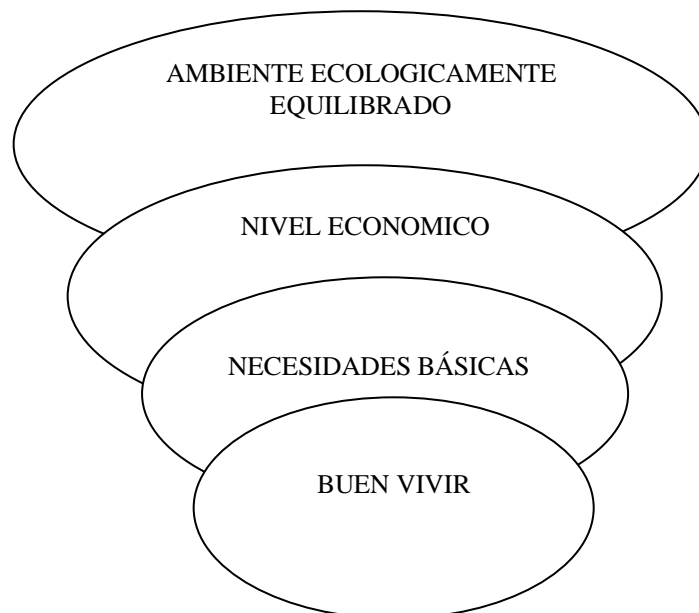 AMBIENTE ECOLOGICAMENTE
EQUILIBRADO
NIVEL ECONOMICO
NECESIDADES BÁSICAS
BUEN VIVIR